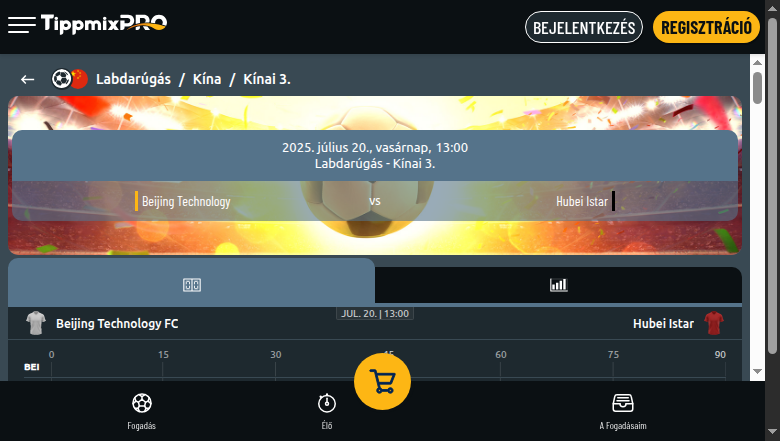 TippmixPRO
BEJELENTKEZÉS
REGISZTRÁCIÓ
Labdarúgás / Kína / Kínai 3.
2025. július 20., vasárnap, 13:00
Labdarúgás - Kínai 3.
Beijing Technology
vs
Hubei Istar
JUL. 20. | 13:00
Beijing Technology FC
Hubei Istar
0 15 30 45 60 75 90
BEI
Fogadás
Élő
A Fogadásaim